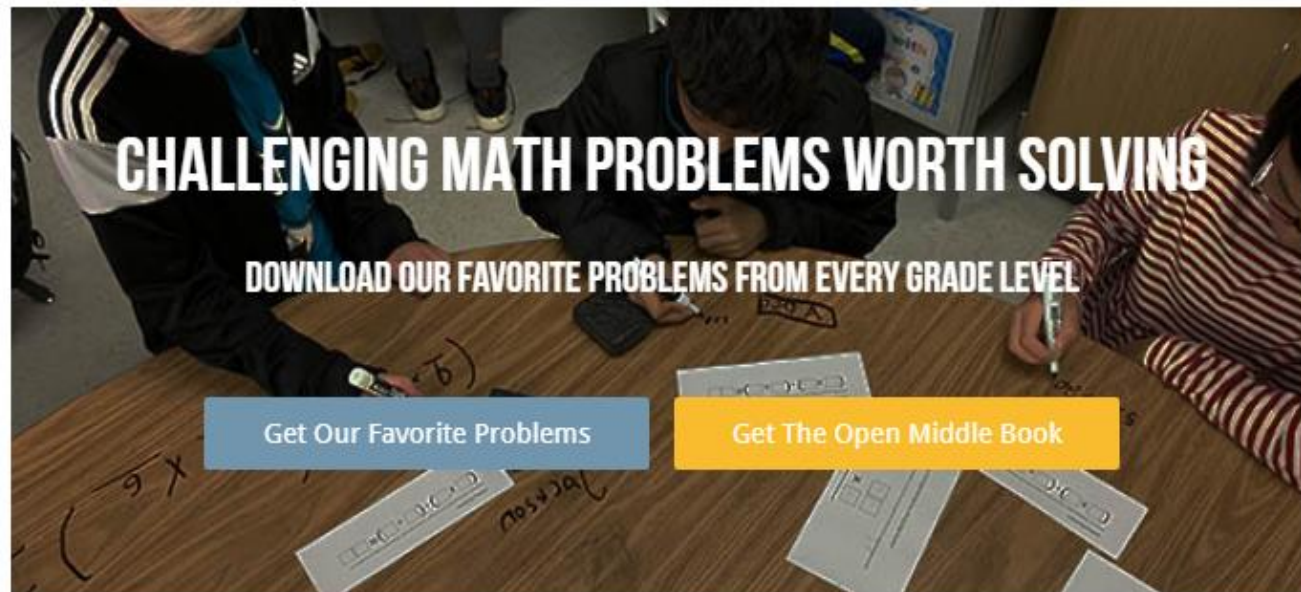 CHALLENGING MATH PROBLEMS WORTH SOLVING
DOWNLOAD OUR FAVORITE PROBLEMS FROM EVERY GRADE LEVEL
Get Our Favorite Problems
Get The Open Middle Book
Jackson